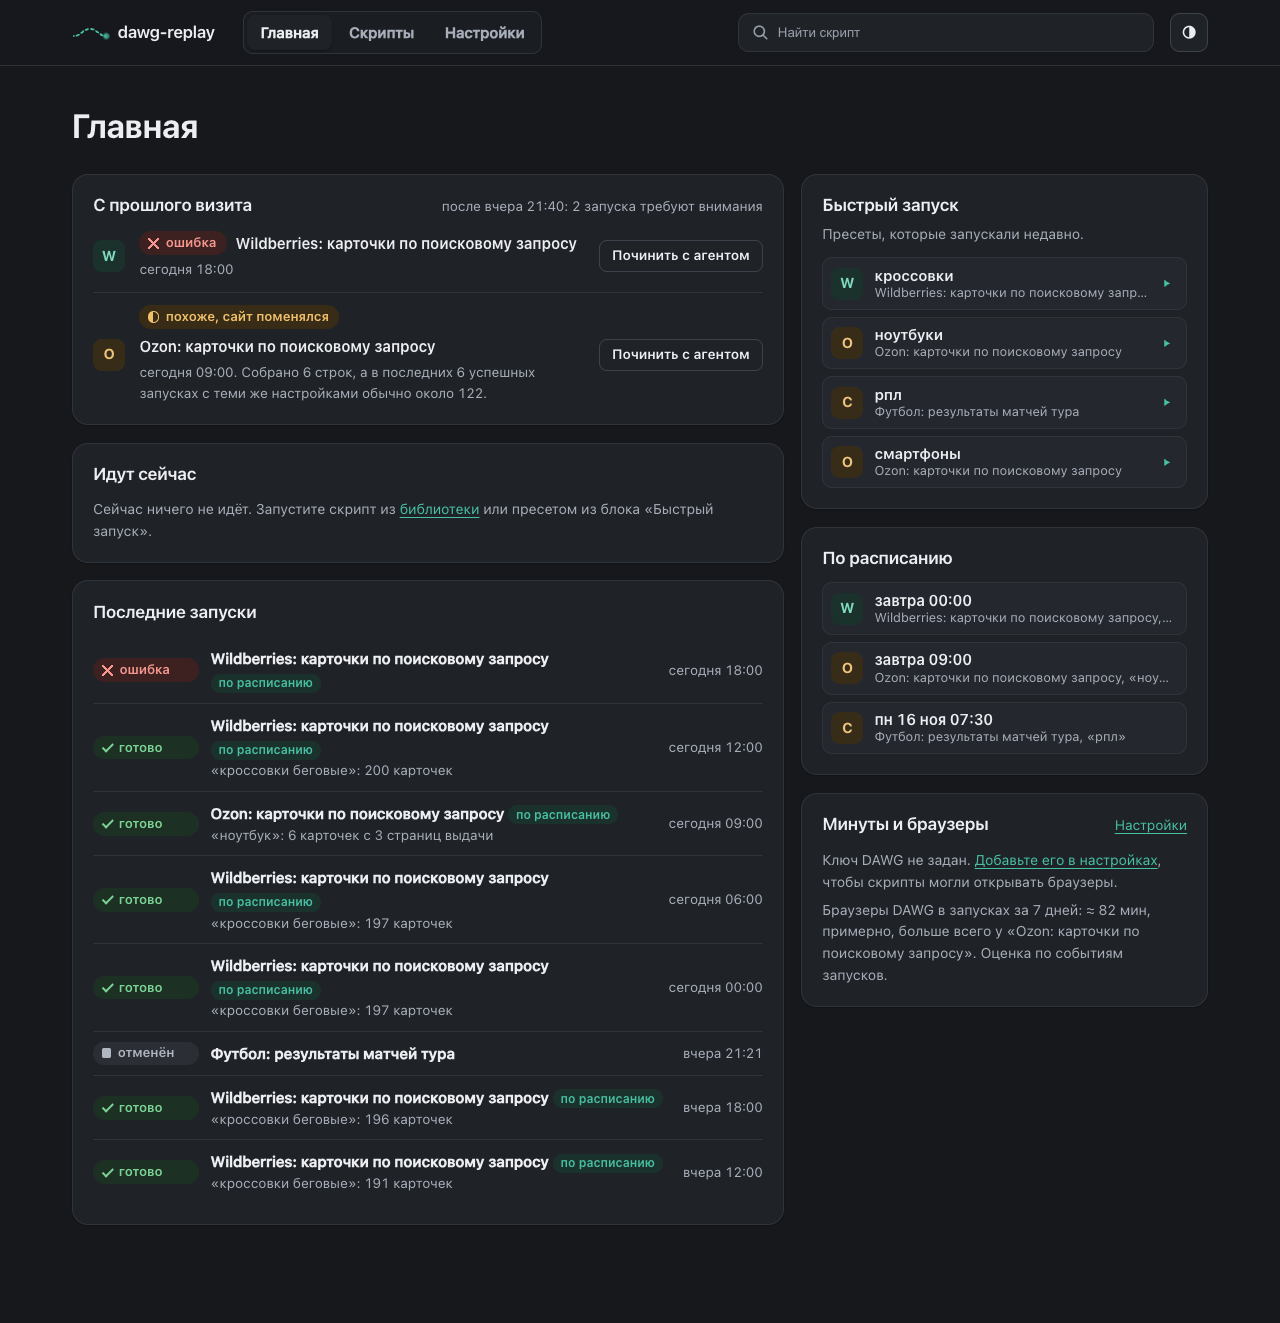 dawg-replay
Главная
Скрипты
Настройки
Найти скрипт
Главная
С прошлого визита
после вчера 21:40: 2 запуска требуют внимания
W
ошибка
Wildberries: карточки по поисковому запросу
сегодня 18:00
Починить с агентом
похоже, сайт поменялся
O
Ozon: карточки по поисковому запросу
сегодня 09:00. Собрано 6 строк, а в последних 6 успешных
запусках с теми же настройками обычно около 122.
Починить с агентом
Идут сейчас
Сейчас ничего не идёт. Запустите скрипт из библиотеки или пресетом из блока «Быстрый
запуск».
Последние запуски
ошибка
Wildberries: карточки по поисковому запросу
по расписанию
сегодня 18:00
готово
Wildberries: карточки по поисковому запросу
по расписанию
«кроссовки беговые»: 200 карточек
сегодня 12:00
готово
Ozon: карточки по поисковому запросу по расписанию
«ноутбук»: 6 карточек с 3 страниц выдачи
сегодня 09:00
готово
Wildberries: карточки по поисковому запросу
по расписанию
«кроссовки беговые»: 197 карточек
сегодня 06:00
готово
Wildberries: карточки по поисковому запросу
по расписанию
«кроссовки беговые»: 197 карточек
сегодня 00:00
отменён
Футбол: результаты матчей тура
вчера 21:21
готово
Wildberries: карточки по поисковому запросу по расписанию
«кроссовки беговые»: 196 карточек
вчера 18:00
готово
Wildberries: карточки по поисковому запросу по расписанию
«кроссовки беговые»: 191 карточек
вчера 12:00
Быстрый запуск
Пресеты, которые запускали недавно.
W
кроссовки
Wildberries: карточки по поисковому запр...
O
ноутбуки
Ozon: карточки по поисковому запросу
С
рпл
Футбол: результаты матчей тура
O
смартфоны
Ozon: карточки по поисковому запросу
По расписанию
W
завтра 00:00
Wildberries: карточки по поисковому запросу,...
O
завтра 09:00
Ozon: карточки по поисковому запросу, «ноу...
С
пн 16 ноя 07:30
Футбол: результаты матчей тура, «рпл»
Минуты и браузеры
Настройки
Ключ DAWG не задан. Добавьте его в настройках,
чтобы скрипты могли открывать браузеры.
Браузеры DAWG в запусках за 7 дней: ≈ 82 мин,
примерно, больше всего у «Ozon: карточки по
поисковому запросу». Оценка по событиям
запусков.